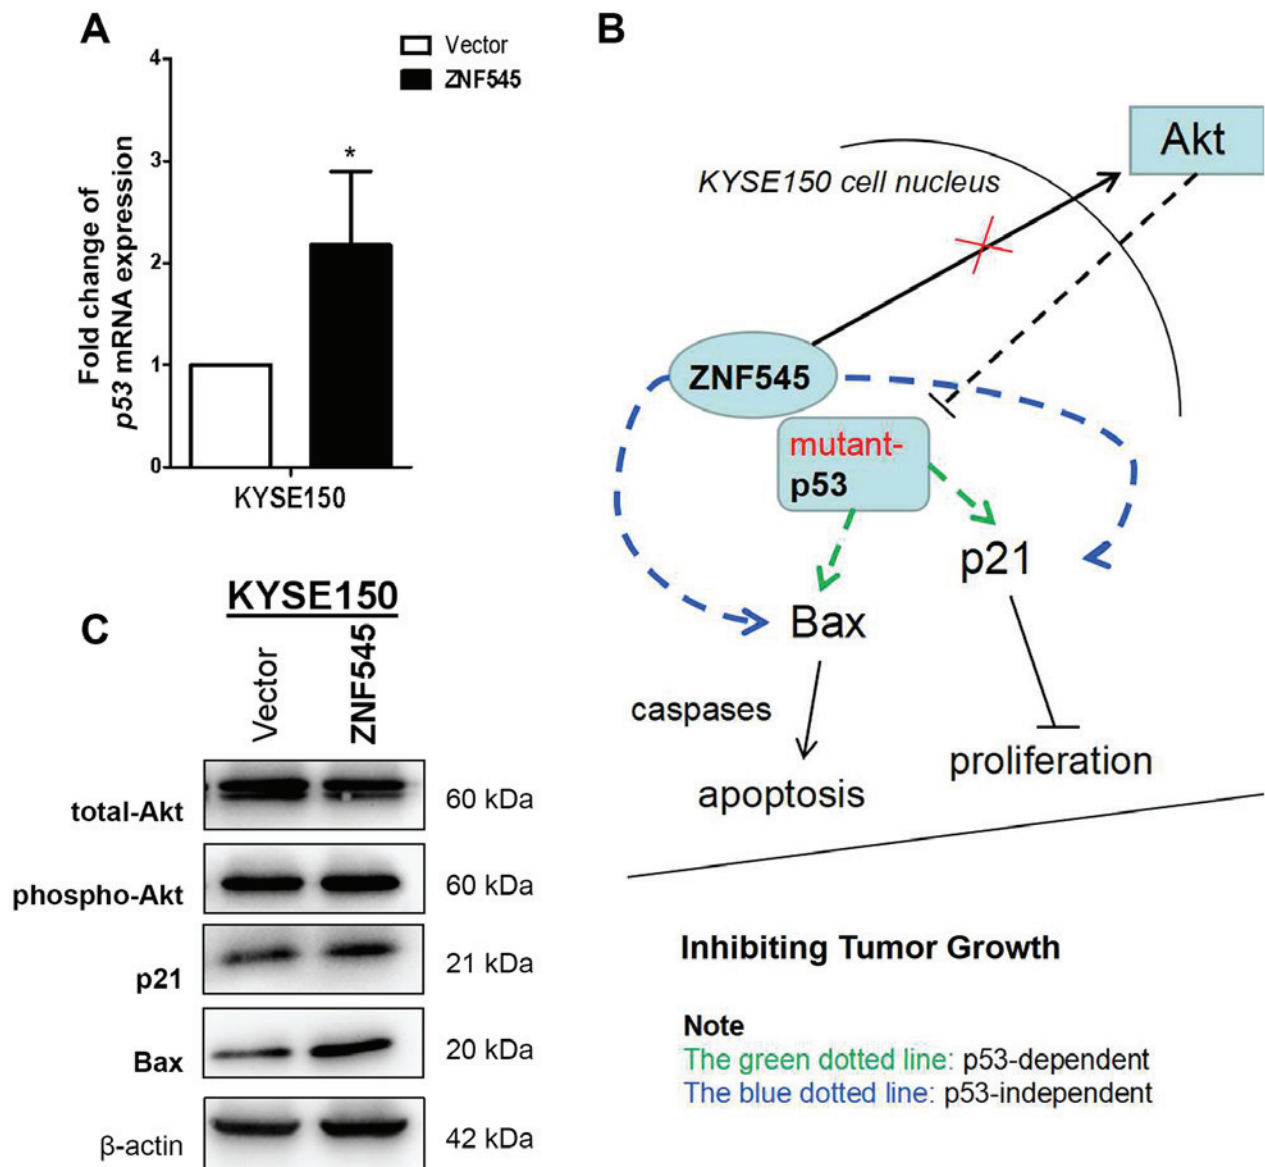 A
Vector
ZNF545
4
3
2
1
0
*
Fold change of
p53 mRNA expression
KYSE150
B
Akt
KYSE150 cell nucleus
ZNF545
mutant-
p53
p21
Bax
caspases
apoptosis
proliferation
Inhibiting Tumor Growth
Note
The green dotted line: p53-dependent
The blue dotted line: p53-independent
C
KYSE150
Vector
ZNF545
total-Akt
60 kDa
phospho-Akt
60 kDa
p21
21 kDa
Bax
20 kDa
β-actin
42 kDa